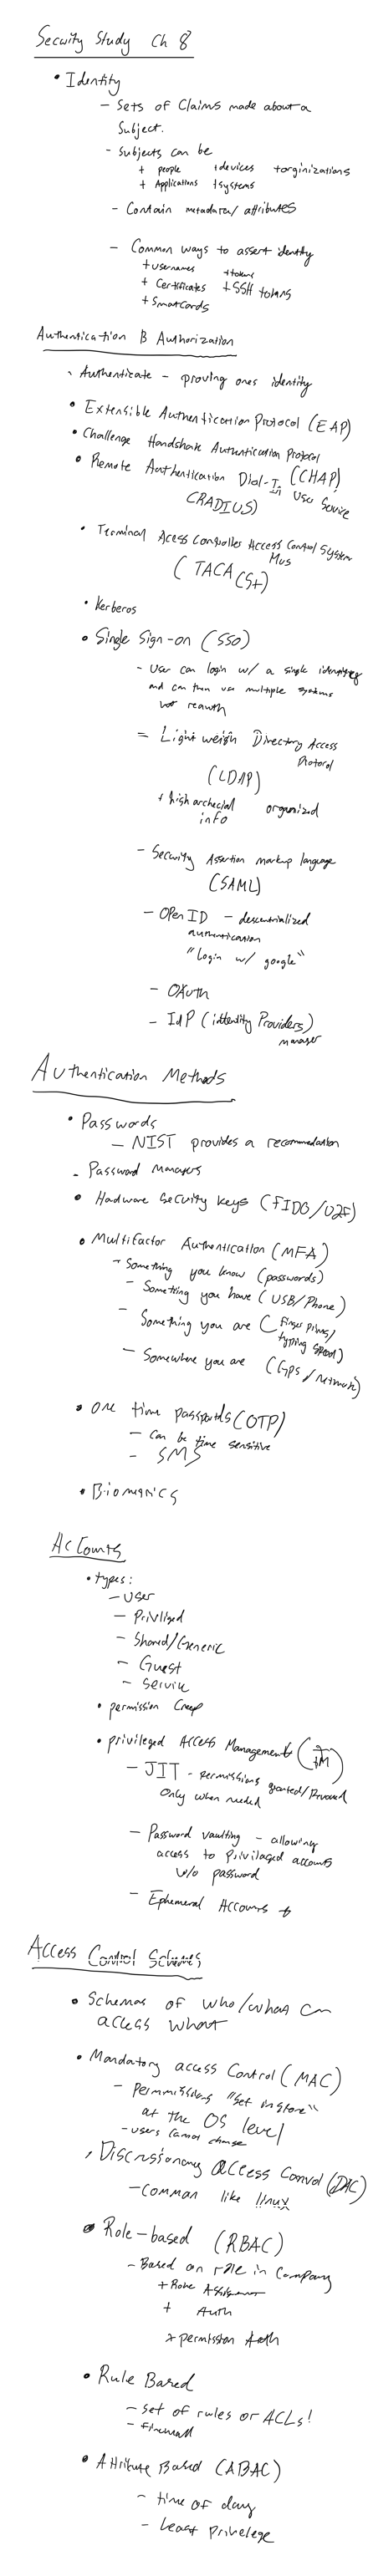 Security Study Ch 8
• Identity
– Sets of Claims made about a
Subject.
– Subjects can be
+ people + devices + orginizations
+ Applications + systems
– Contain metadata/ attributes
– Common ways to assert identity
+ usernames + tokens
+ Certificates + SSH tokens
+ SmartCards
Authentication & Authorization
• Authenticate – proving ones identity
• Extensible Authentication Protocol (EAP)
• Challenge Handshake Authentication Protocol
(CHAP)
• Remote Authentication Dial-In User Service
(RADIUS)
• Terminal Access Controller Access Control System
Plus
(TACACS+)
• Kerberos
• Single Sign-on (SSO)
– User can login w/ a single identity
and can then use multiple systems
w/o reauth
– Light weigh Directory Access
Protocol
(LDAP)
+ high archecial organized
info
– Security Assertion markup language
(SAML)
– OPen ID – descentrialized
authentication
"Login w/ google"
– OAuth
– IdP (identity Providers)
manager
Authentication Methods
• Passwords
– NIST provides a recommendation
– Password Managers
• Hadware Security keys (FIDO/U2F)
• Multifactor Authentication (MFA)
– Something you know (passwords)
– Something you have (USB/Phone)
– Something you are (finger prints/
typing speed)
– Somewhere you are (GPS/network)
• One time passwords (OTP)
– Can be time sensitive
– SMS
• Biometrics
Accounts
• types:
– User
– Privliged
– Shared/Generic
– Guest
– Service
• permission Creep
• privileged Access Management (PAM)
– JIT – permissions granted/revoked
Only when needed
– Password vaulting – allowing
access to privilaged accounts
w/o password
– Ephemeral Accounts
Access Control Schemes
• Schemas of who/what can
access what
• Mandatory access Control (MAC)
– permmissions "set in stone"
at the OS level
– users cannot change
• Discressionary access Control (DAC)
– common like linux
• Role-based (RBAC)
– Based on role in Company
+ Role Assignment
+ Auth
+ permission Auth
• Rule Based
– set of rules or ACLs!
– firewall
• Attribute Based (ABAC)
– time of day
– Least privelege